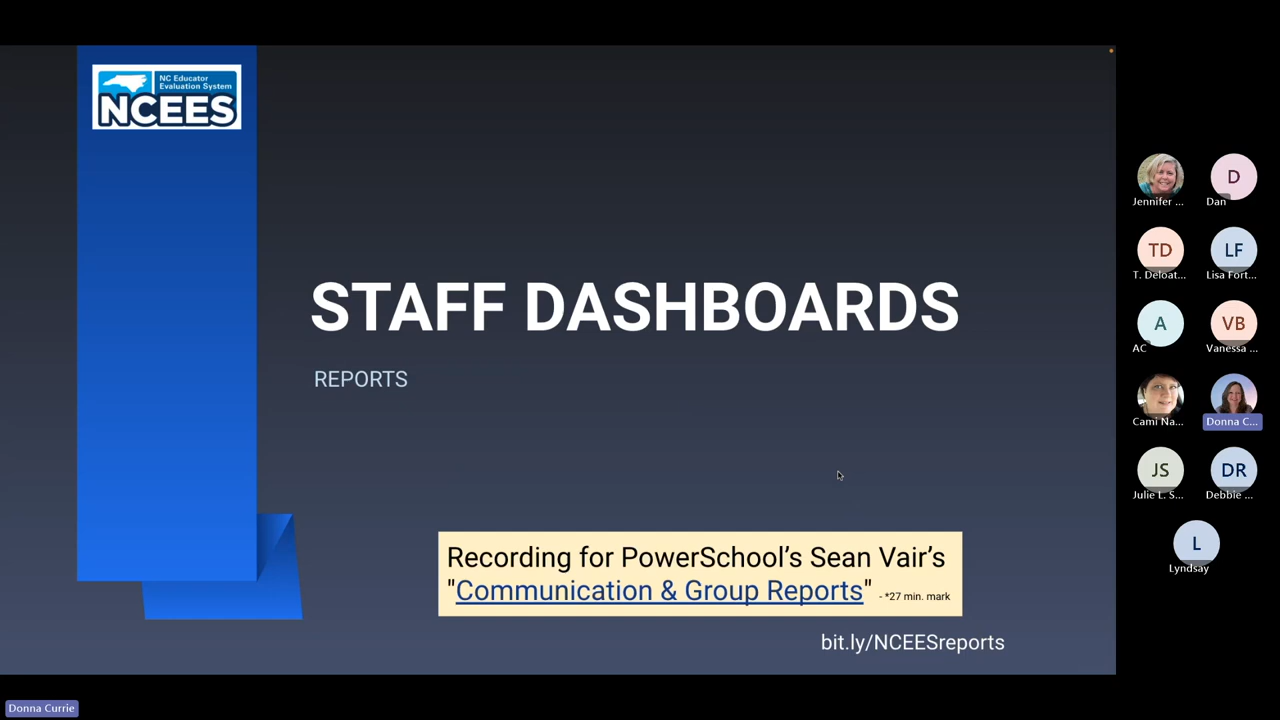 NC Educator
Evaluation System
NCEES
STAFF DASHBOARDS
REPORTS
Recording for PowerSchool's Sean Vair's
"Communication & Group Reports" - *27 min. mark
bit.ly/NCEESreports
Jennifer ...
D
Dan
TD
T. Deloat...
LF
Lisa Fort...
A
AC
VB
Vanessa ...
Cami Na...
Donna C...
JS
Julie L. S...
DR
Debbie ...
L
Lyndsay
Donna Currie